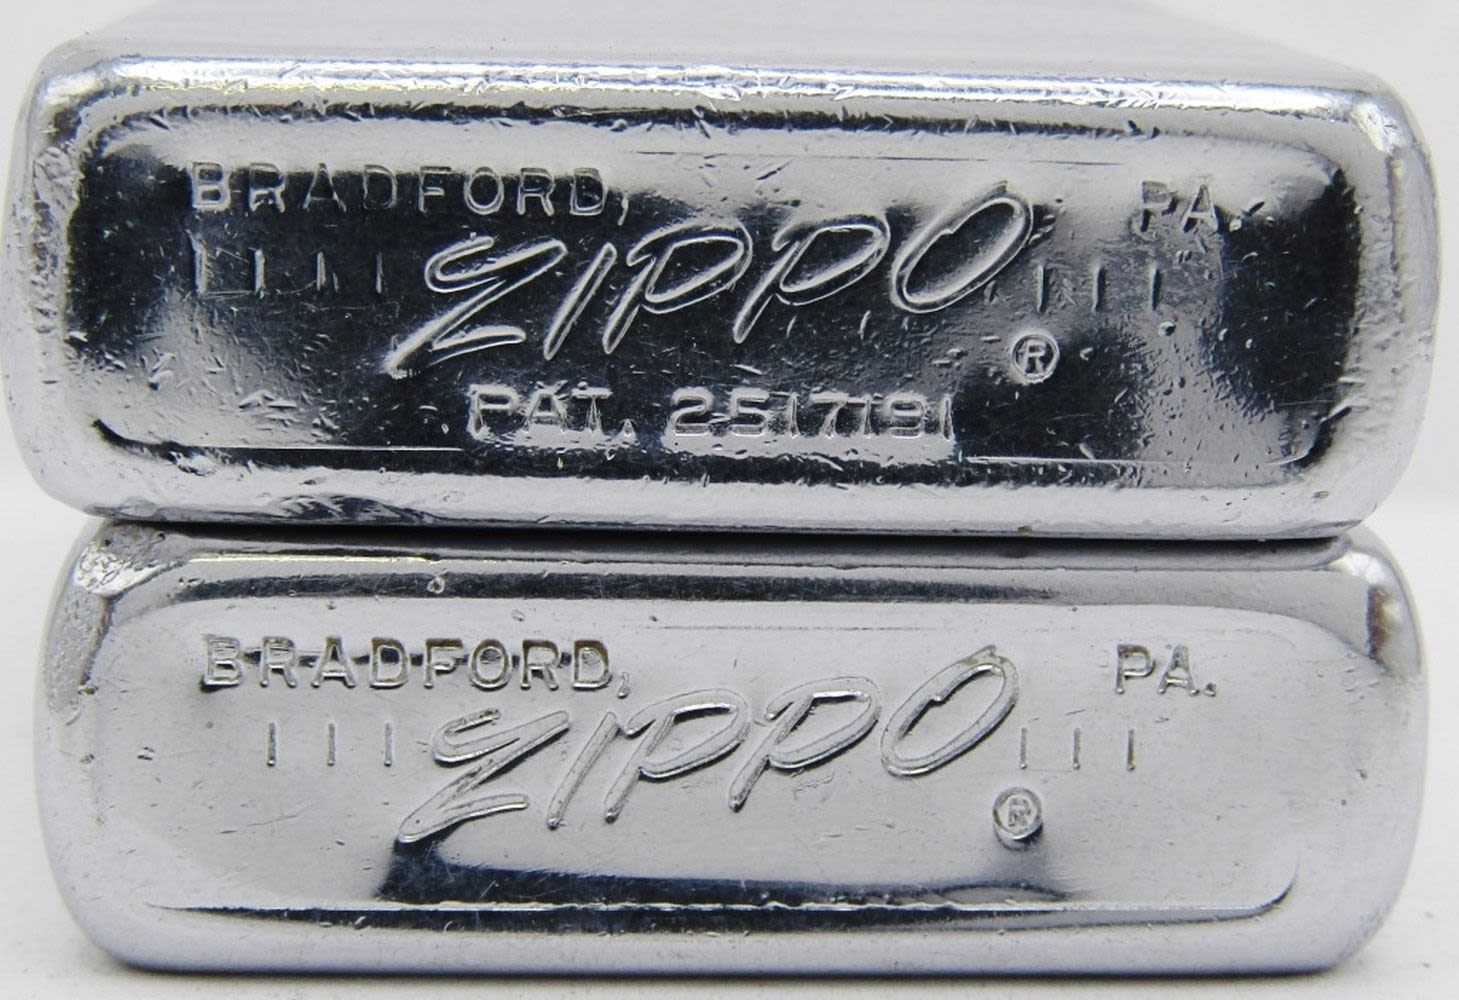 BRADFORD, PA.
|||| ZIPPO |||
®
PAT. 2517191
BRADFORD, PA.
||| ZIPPO |||
®